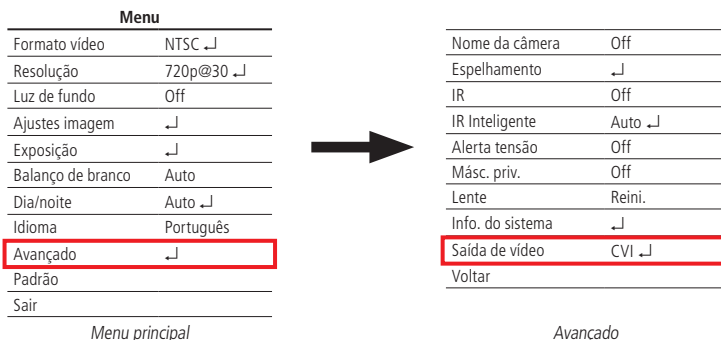 Menu
Formato vídeo NTSC ↲
Resolução 720p@30 ↲
Luz de fundo Off
Ajustes imagem ↲
Exposição ↲
Balanço de branco Auto
Dia/noite Auto ↲
Idioma Português
Avançado ↲
Padrão
Sair
Menu principal
Nome da câmera Off
Espelhamento ↲
IR Off
IR Inteligente Auto ↲
Alerta tensão Off
Másc. priv. Off
Lente Reini.
Info. do sistema ↲
Saída de vídeo CVI ↲
Voltar
Avançado